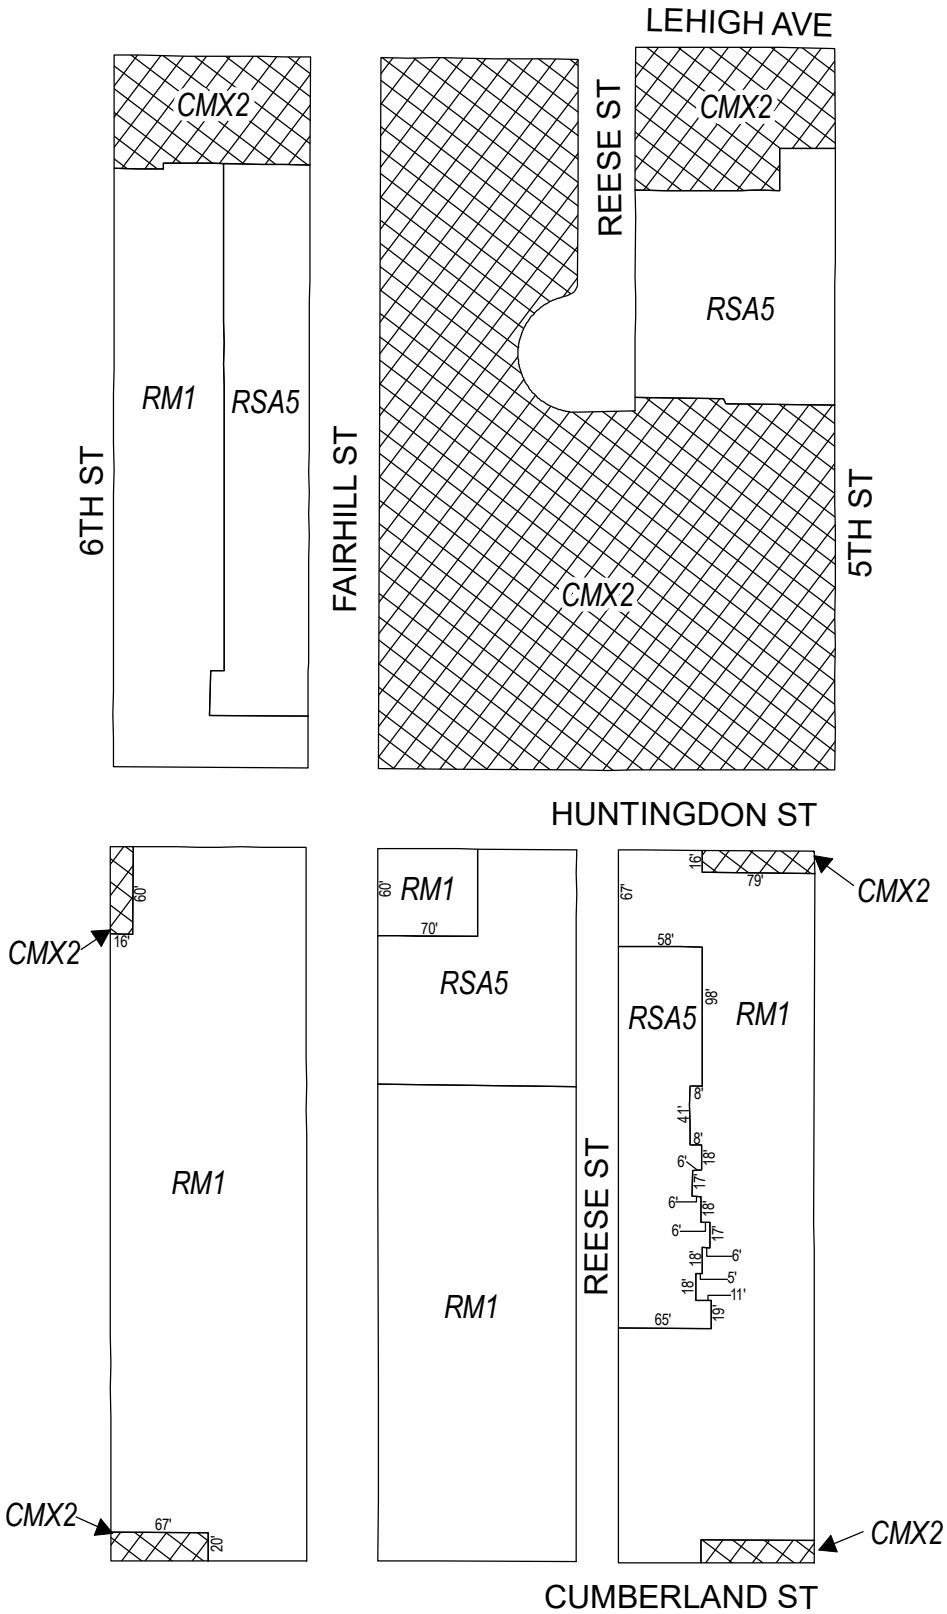 LEHIGH AVE
CMX2
CMX2
REESE ST
RSA5
RM1
RSA5
6TH ST
FAIRHILL ST
5TH ST
CMX2
HUNTINGDON ST
60'
16'
CMX2
60'
RM1
70'
RSA5
16'
79'
CMX2
67'
58'
RSA5
98'
RM1
8'
41'
8'
18'
6'
17'
6'
18'
6'
17'
6'
18'
5'
18'
11'
19'
65'
RM1
REESE ST
RM1
CMX2
67'
20'
CMX2
CUMBERLAND ST